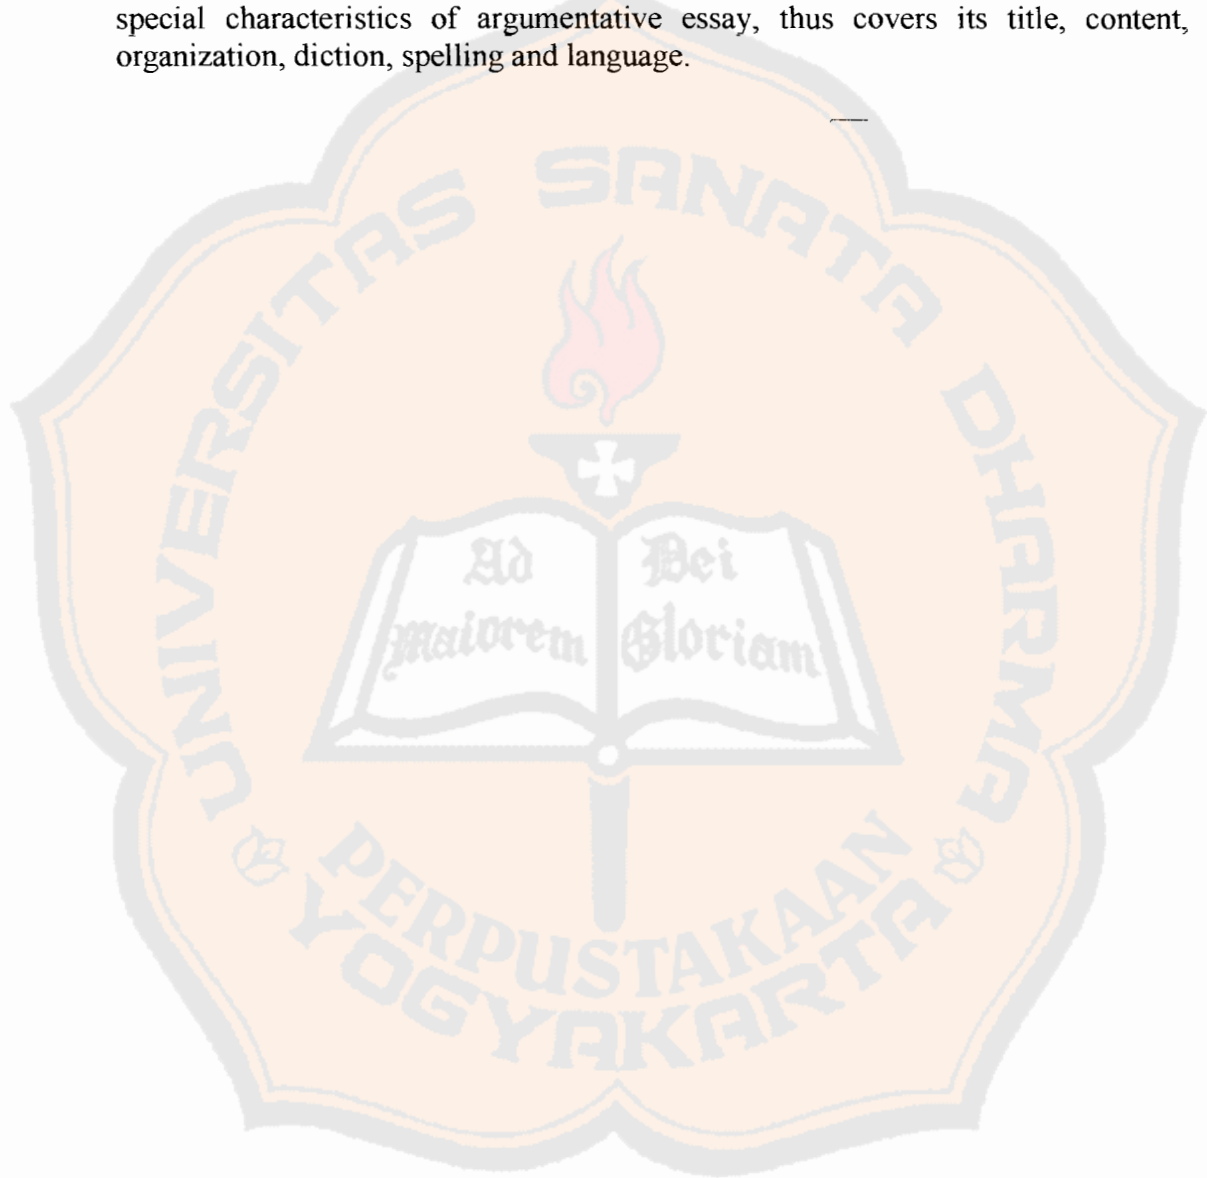 special characteristics of argumentative essay, thus covers its title, content,
organization, diction, spelling and language.
UNIVERSITAS SANATA DHARMA
Ad
Dei
maiorem
Gloriam
PERPUSTAKAAN
YOGYAKARTA